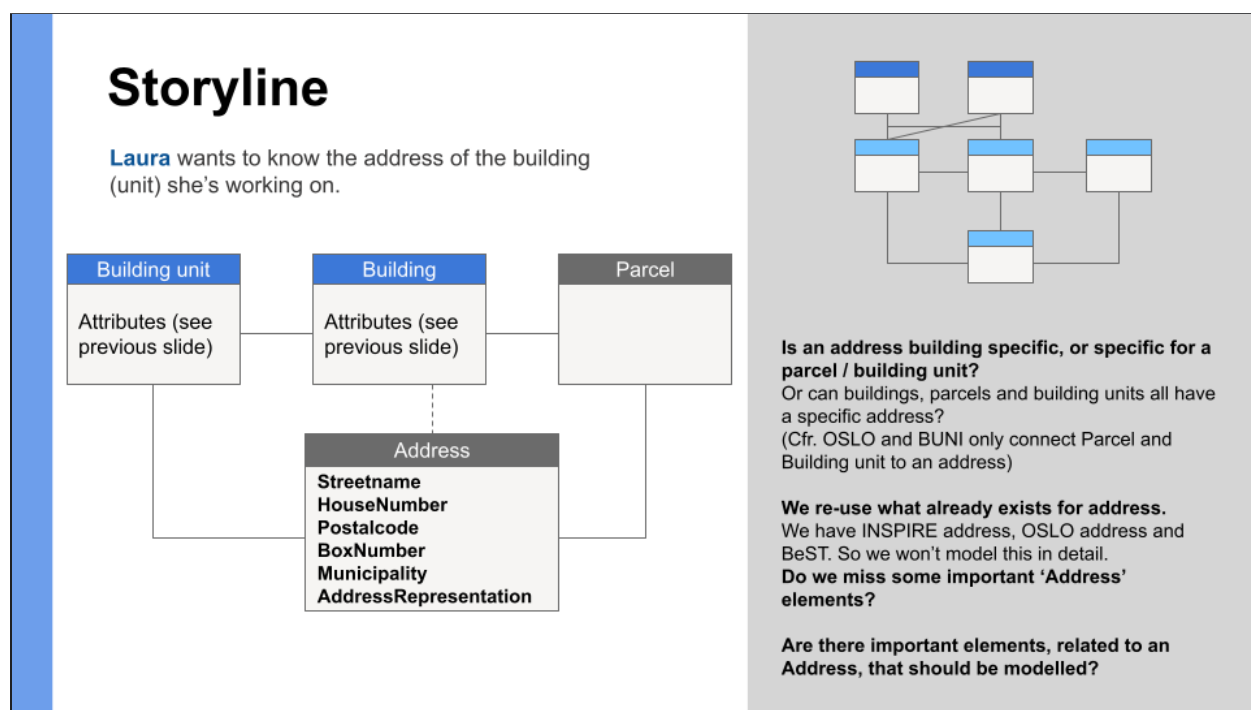 Storyline
Laura wants to know the address of the building
(unit) she's working on.
Building unit
Attributes (see
previous slide)
Building
Attributes (see
previous slide)
Parcel
Address
Streetname
HouseNumber
Postalcode
BoxNumber
Municipality
AddressRepresentation
Is an address building specific, or specific for a
parcel / building unit?
Or can buildings, parcels and building units all have
a specific address?
(Cfr. OSLO and BUNI only connect Parcel and
Building unit to an address)
We re-use what already exists for address.
We have INSPIRE address, OSLO address and
BeST. So we won't model this in detail.
Do we miss some important ‘Address’
elements?
Are there important elements, related to an
Address, that should be modelled?